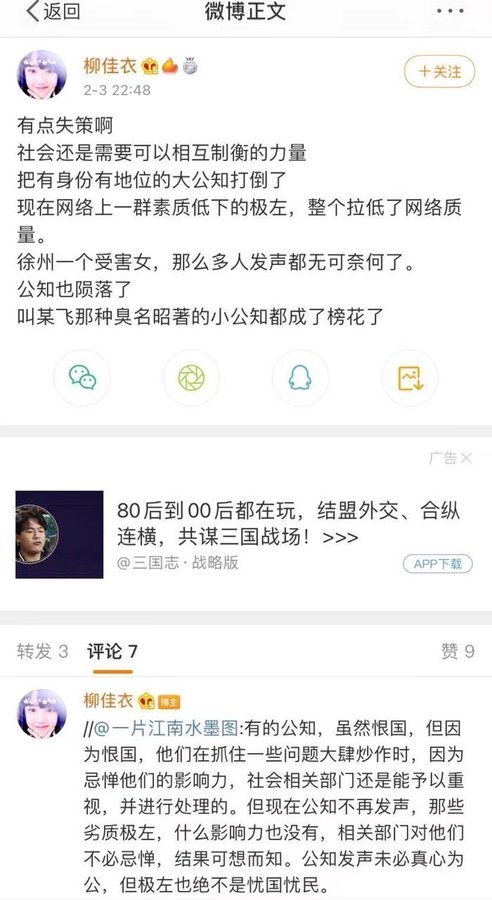 返回
微博正文
柳佳衣
2-3 22:48
+关注
有点失策啊
社会还是需要可以相互制衡的力量
把有身份有地位的大公知打倒了
现在网络上一群素质低下的极左，整个拉低了网络质
量。
徐州一个受害女，那么多人发声都无可奈何了。
公知也陨落了
叫某飞那种臭名昭著的小公知都成了榜花了
广告
80后到00后都在玩，结盟外交、合纵
连横，共谋三国战场！>>>
@三国志·战略版
APP下载
转发 3 评论 7 赞 9
柳佳衣 博主
//@一片江南水墨图:有的公知，虽然恨国，但因
为恨国，他们在抓住一些问题大肆炒作时，因为
忌惮他们的影响力，社会相关部门还是能予以重
视，并进行处理的。但现在公知不再发声，那些
劣质极左，什么影响力也没有，相关部门对他们
不必忌惮，结果可想而知。公知发声未必真心为
公，但极左也绝不是忧国忧民。